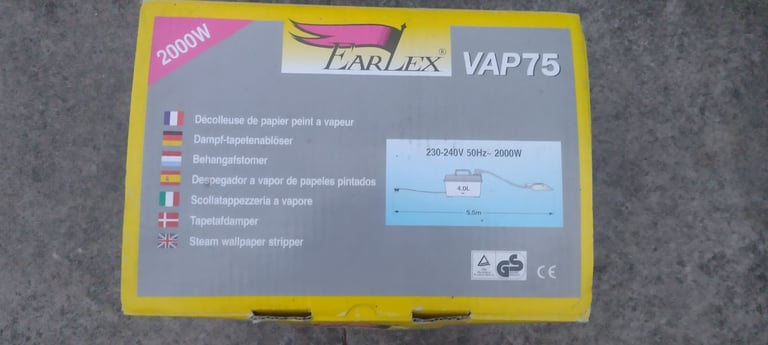 2000W
EARLEX®
VAP75
Décolleuse de papier peint a vapeur
Dampf-tapetenablöser
Behangafstomer
Despegador a vapor de papeles pintados
Scollatappezzeria a vapore
Tapetafdamper
Steam wallpaper stripper
230-240V 50Hz~ 2000W
4.0L
5.5m
GS
CE